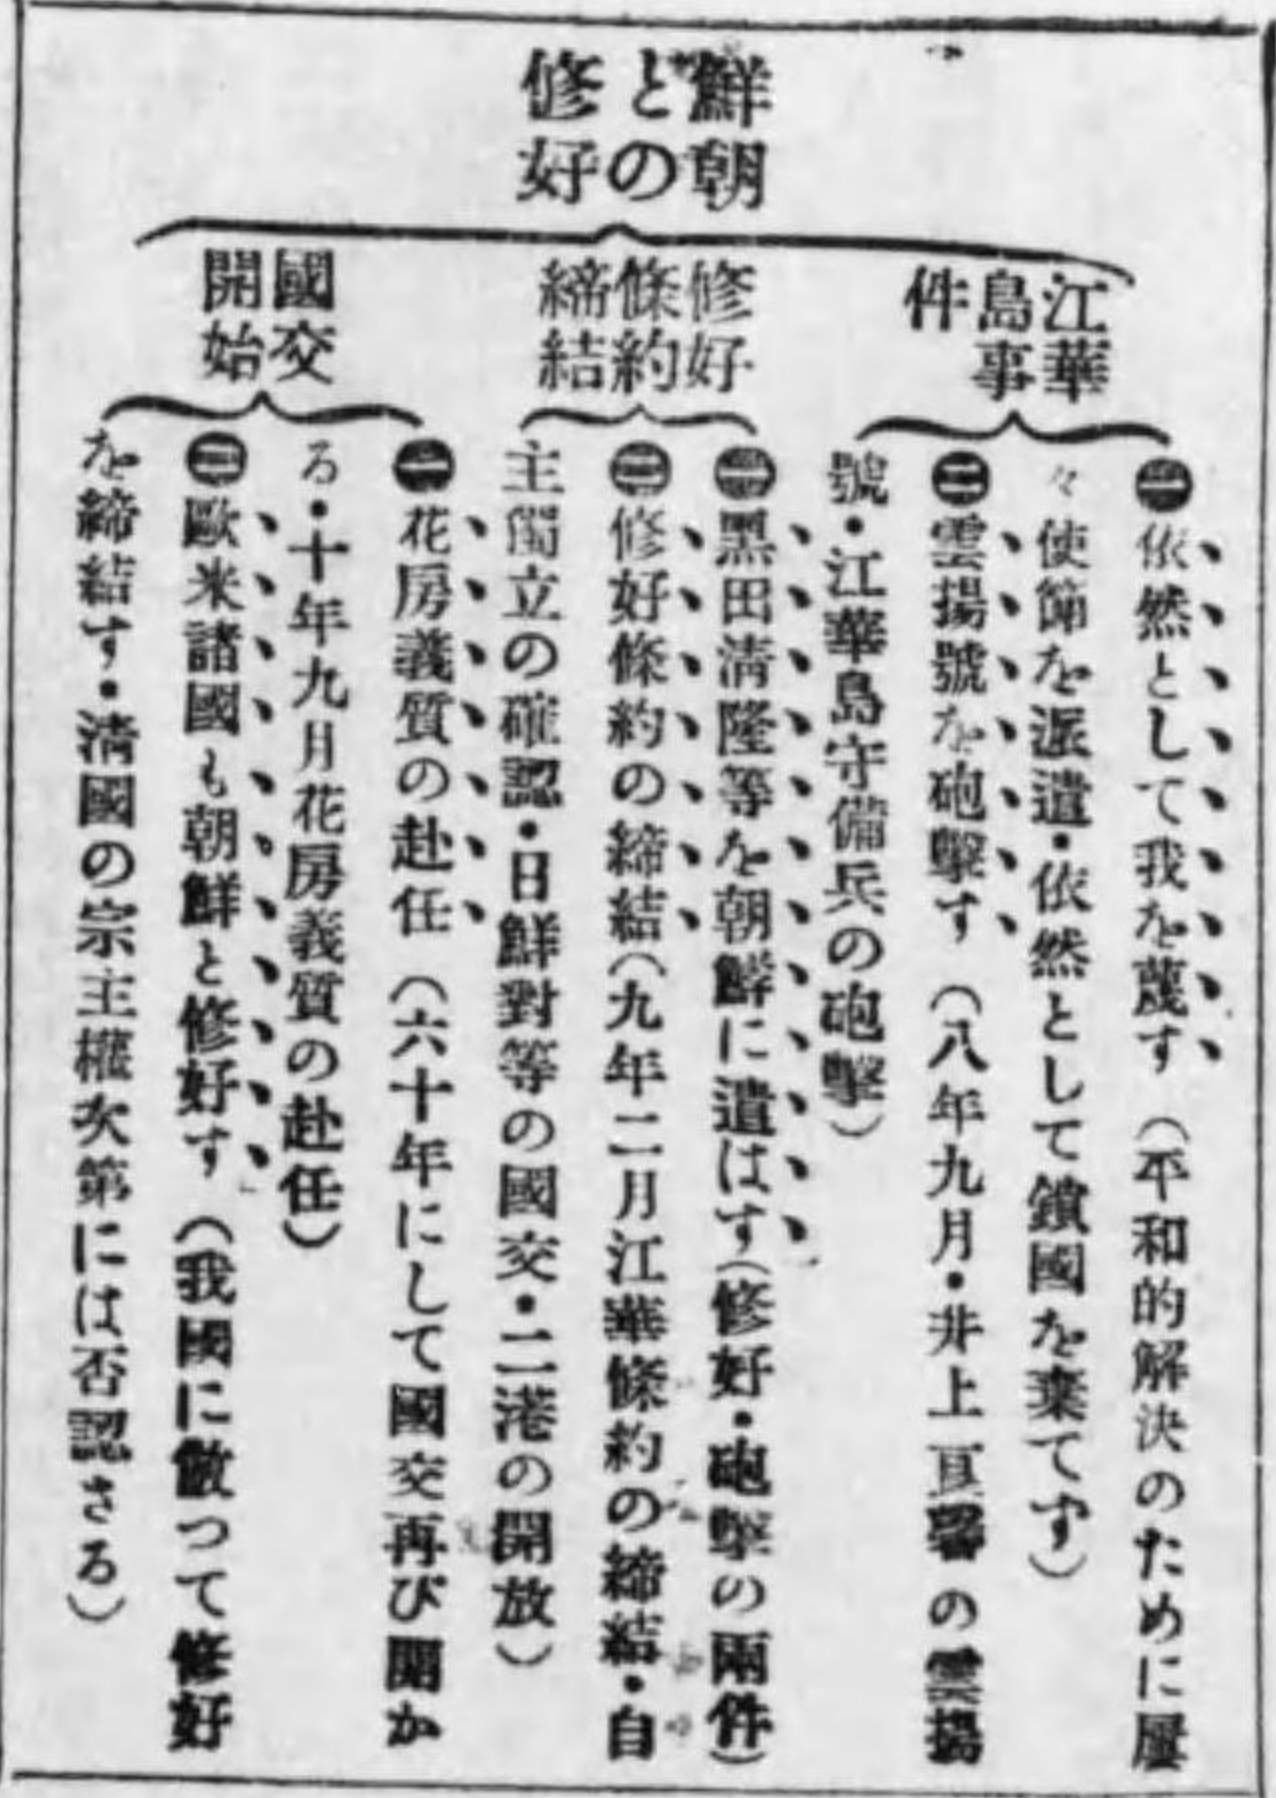 鮮朝
との
修好
江華
島事
件
㊀依然として我を蔑す(平和的解決のために屢
々使節を派遣・依然として鎖國を棄てず)
㊁雲揚號を砲擊す(八年九月・井上良馨の雲揚
號・江華島守備兵の砲擊)
修好
條約
締結
㊀黑田淸隆等を朝鮮に遣はす(修好・砲擊の兩件)
㊁修好條約の締結(九年二月江華條約の締結・自
主獨立の確認・日鮮對等の國交・二港の開放)
國交
開始
㊀花房義質の赴任(六十年にして國交再び開か
る・十年九月花房義質の赴任)
㊁歐米諸國も朝鮮と修好す(我國に傚つて修好
を締結す・淸國の宗主權次第には否認さる)